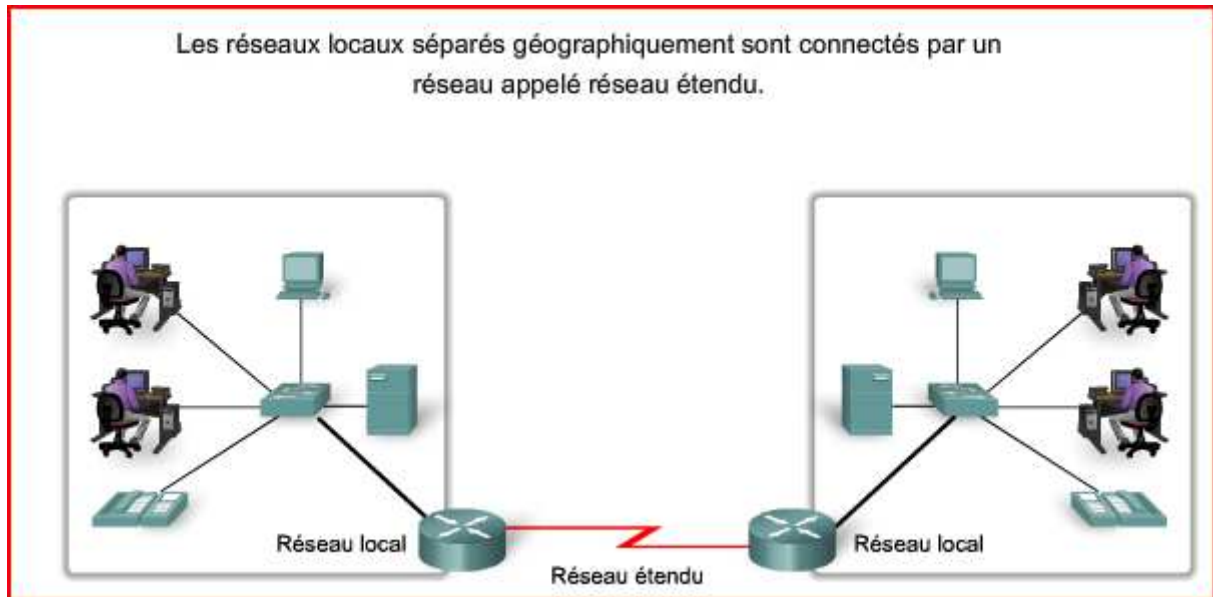 Les réseaux locaux séparés géographiquement sont connectés par un
réseau appelé réseau étendu.
Réseau local
Réseau étendu
Réseau local